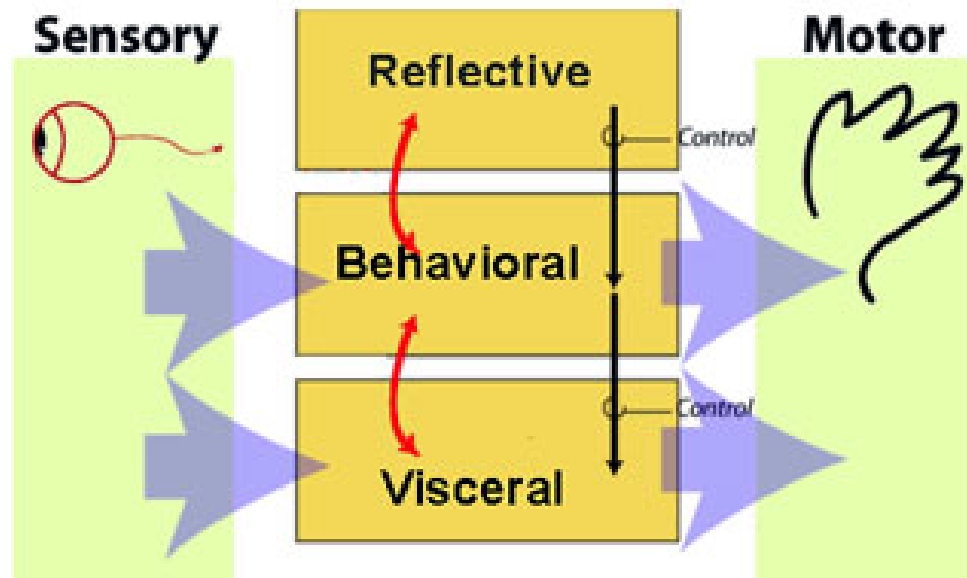 Sensory
Motor
Reflective
Control
Behavioral
Control
Visceral